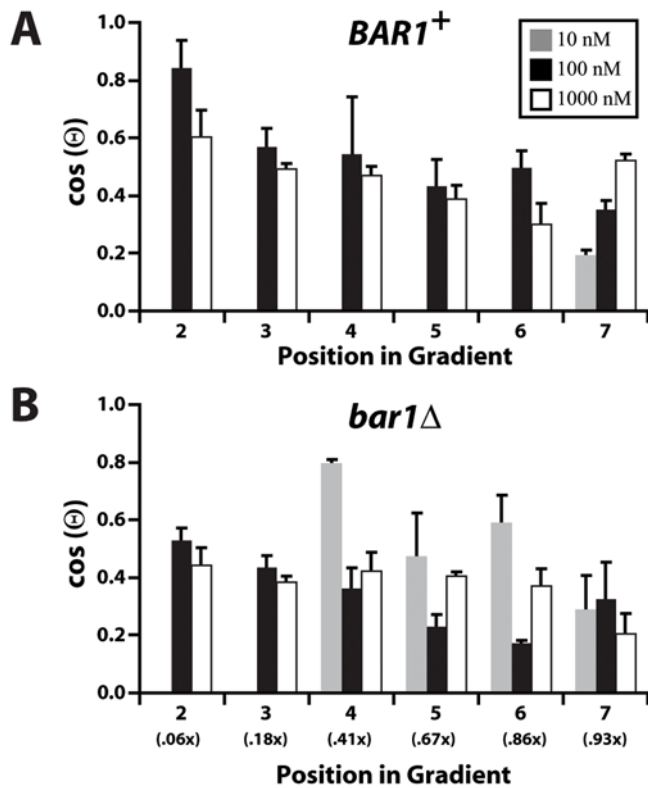 A
BAR1+
10 nM
100 nM
1000 nM
cos (Θ)
1.0
0.8
0.6
0.4
0.2
0.0
2 3 4 5 6 7
Position in Gradient
B
bar1Δ
cos (Θ)
1.0
0.8
0.6
0.4
0.2
0.0
2 3 4 5 6 7
(.06x) (.18x) (.41x) (.67x) (.86x) (.93x)
Position in Gradient